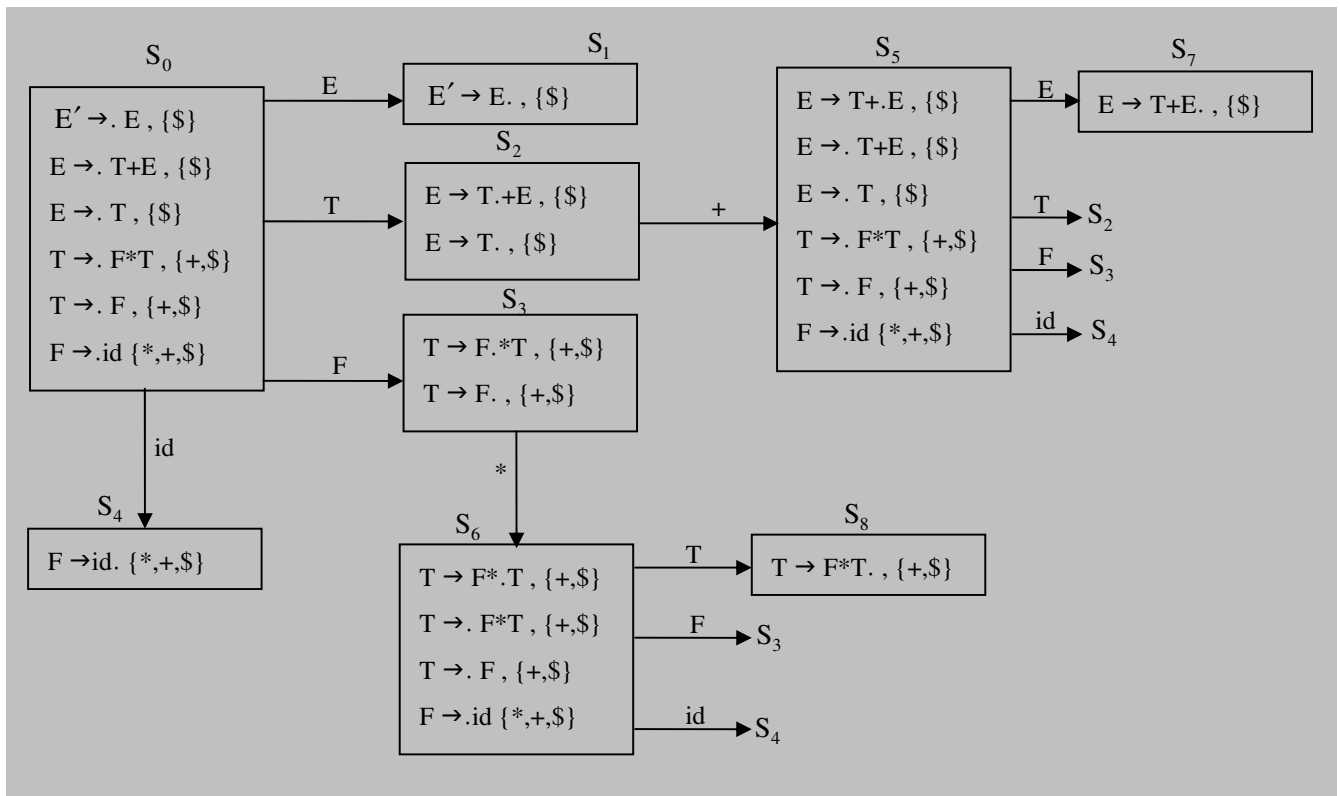 S0
E′ →. E , {$}
E →. T+E , {$}
E →. T , {$}
T →. F*T , {+,$}
T →. F , {+,$}
F →.id {*,+,$}
E
S1
E′ → E. , {$}
T
S2
E → T.+E , {$}
E → T. , {$}
F
S3
T → F.*T , {+,$}
T → F. , {+,$}
id
S4
F →id. {*,+,$}
+
S5
E → T+.E , {$}
E →. T+E , {$}
E →. T , {$}
T →. F*T , {+,$}
T →. F , {+,$}
F →.id {*,+,$}
E
S7
E → T+E. , {$}
T
S2
F
S3
id
S4
*
S6
T → F*.T , {+,$}
T →. F*T , {+,$}
T →. F , {+,$}
F →.id {*,+,$}
T
S8
T → F*T. , {+,$}
F
S3
id
S4